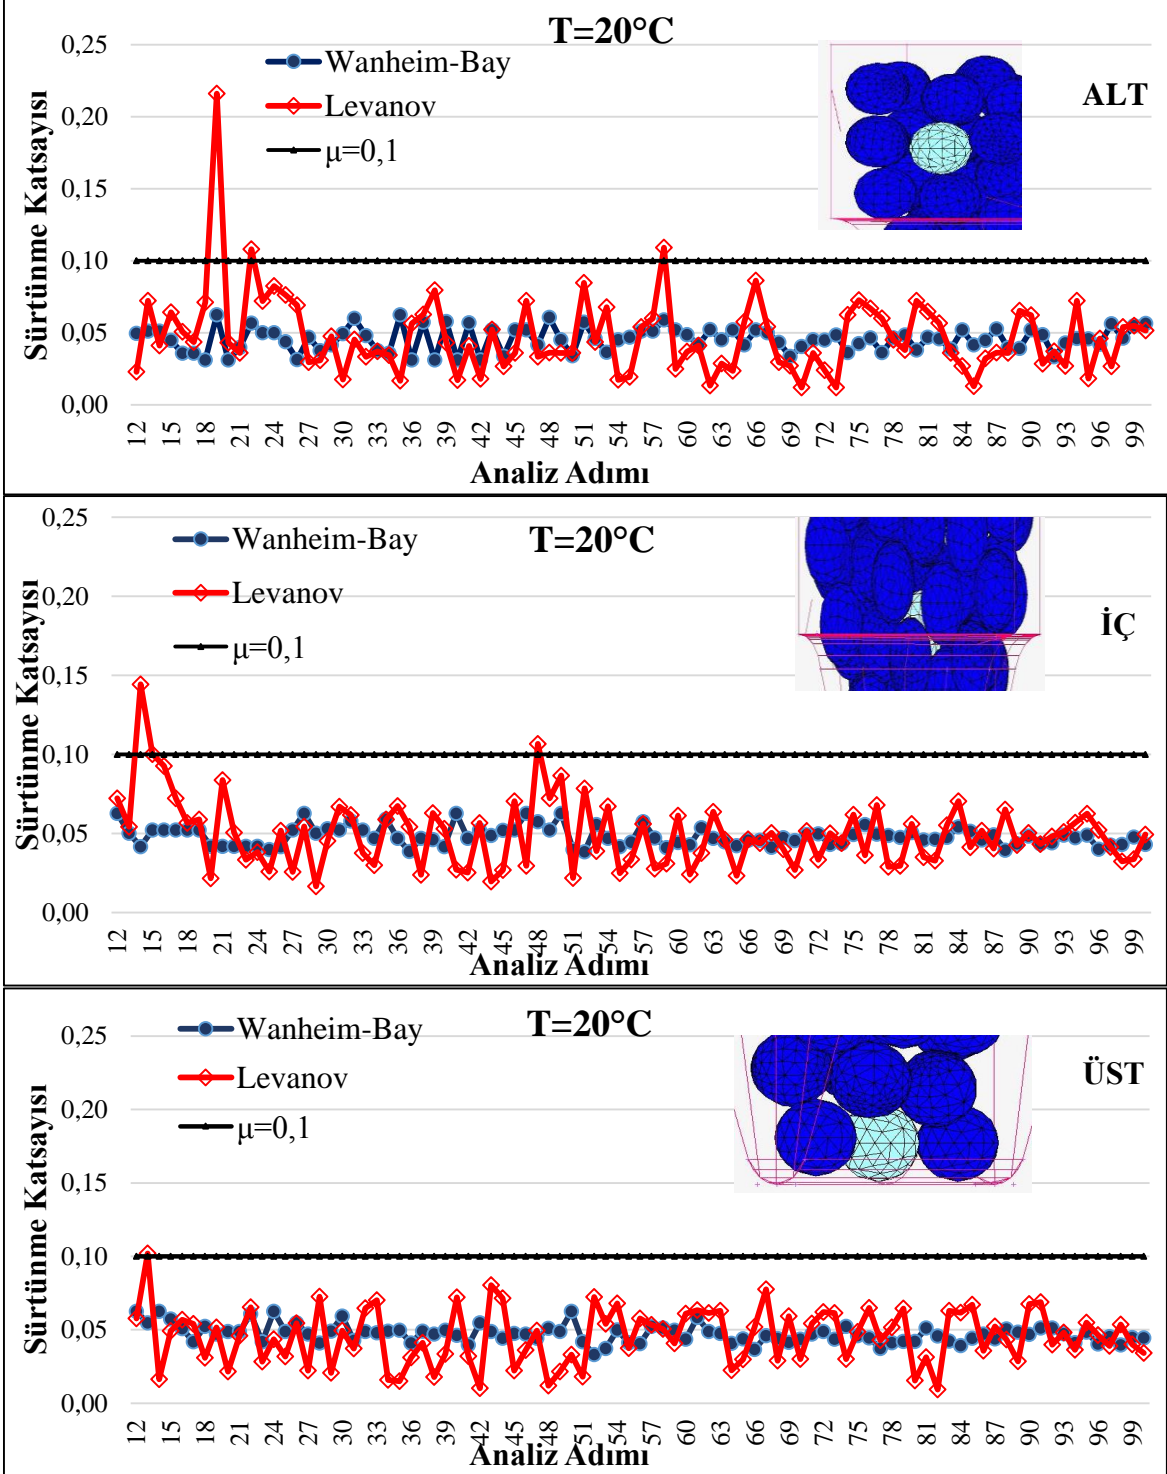 T=20°C
0,25
Wanheim-Bay
ALT
Levanov
0,20
μ=0,1
0,15
0,10
0,05
0,00
Sürtünme Katsayısı
12 15 18 21 24 27 30 33 36 39 42 45 48 51 54 57 60 63 66 69 72 75 78 81 84 87 90 93 96 99
Analiz Adımı
0,25
Wanheim-Bay
T=20°C
Levanov
0,20
İÇ
μ=0,1
0,15
0,10
0,05
0,00
Sürtünme Katsayısı
12 15 18 21 24 27 30 33 36 39 42 45 48 51 54 57 60 63 66 69 72 75 78 81 84 87 90 93 96 99
Analiz Adımı
T=20°C
0,25
Wanheim-Bay
ÜST
Levanov
0,20
μ=0,1
0,15
0,10
0,05
0,00
Sürtünme Katsayısı
12 15 18 21 24 27 30 33 36 39 42 45 48 51 54 57 60 63 66 69 72 75 78 81 84 87 90 93 96 99
Analiz Adımı